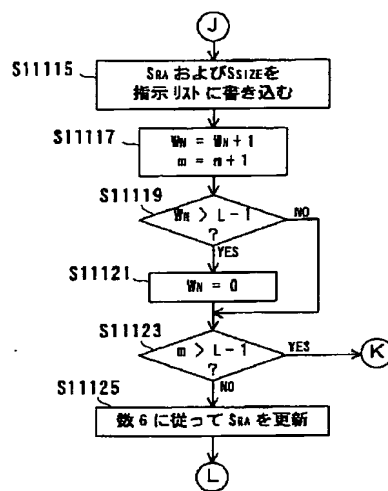 J
S11115
SRAおよびSSIZEを
指示リストに書き込む
S11117
WN = WN+1
m = m+1
S11119
WN > L-1
?
NO
YES
S11121
WN = 0
S11123
m > L-1
?
YES
K
NO
S11125
数6に従ってSRAを更新
L